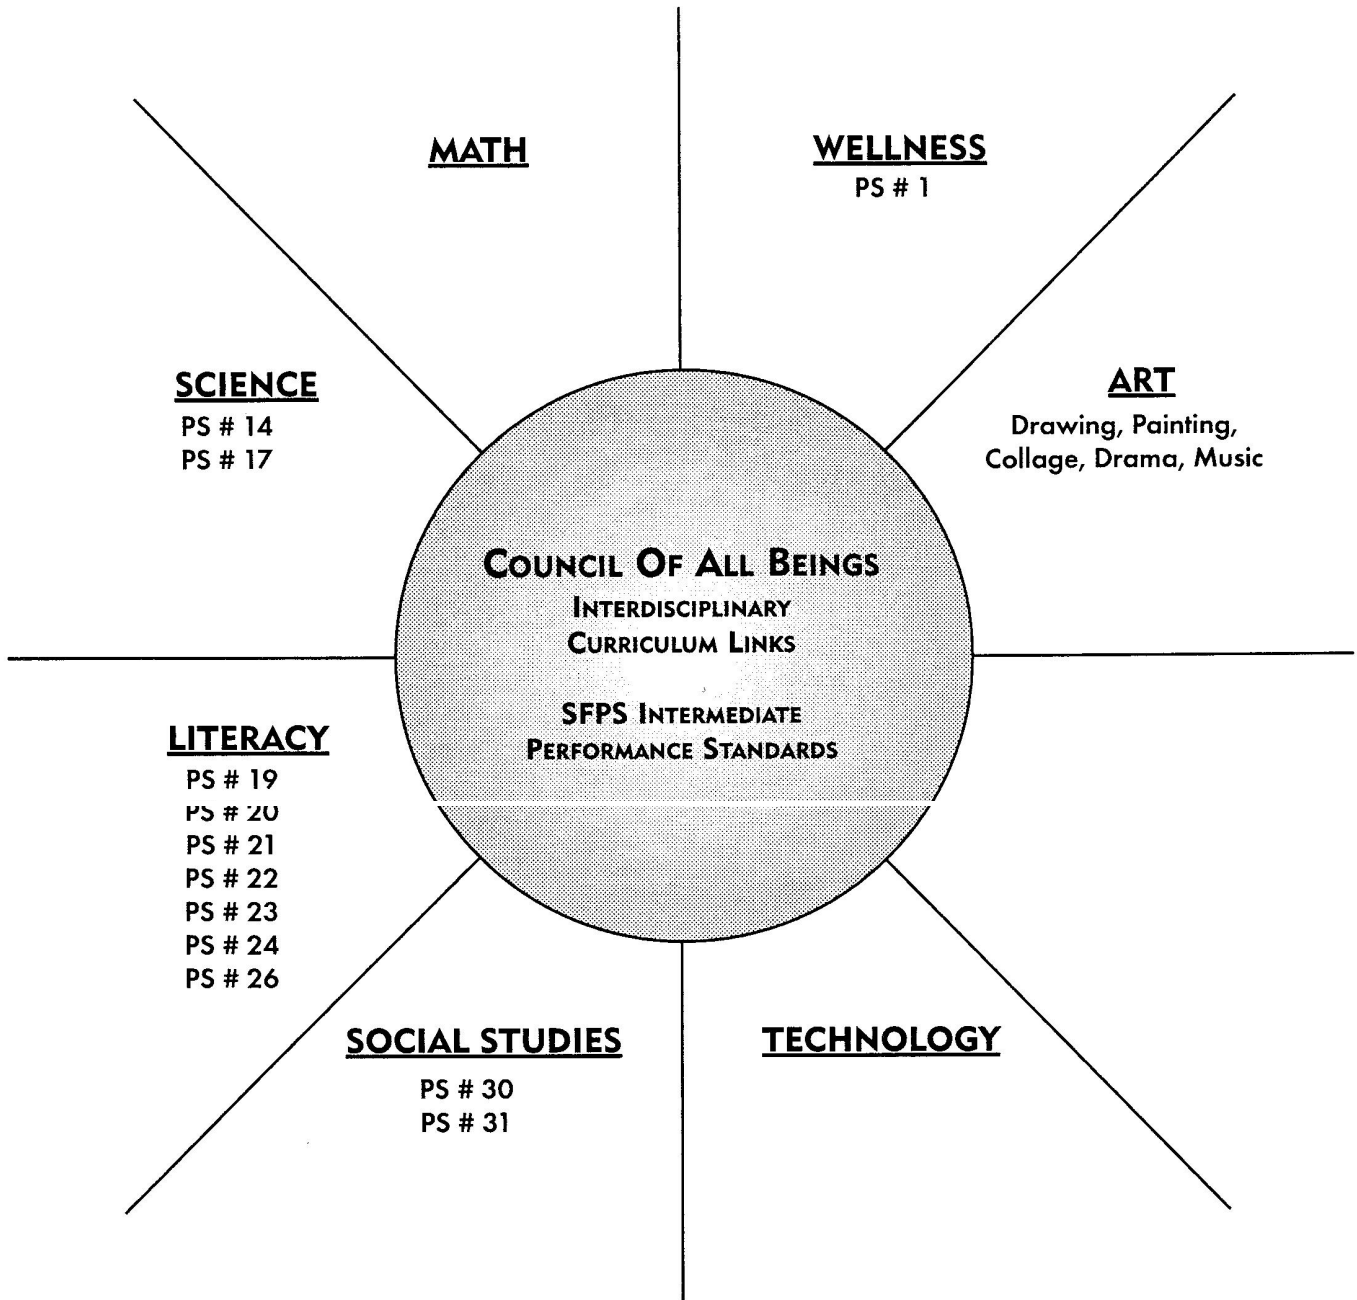 MATH
WELLNESS
PS # 1
SCIENCE
PS # 14
PS # 17
ART
Drawing, Painting,
Collage, Drama, Music
COUNCIL OF ALL BEINGS
INTERDISCIPLINARY
CURRICULUM LINKS
SFPS INTERMEDIATE
PERFORMANCE STANDARDS
LITERACY
PS # 19
PS # 20
PS # 21
PS # 22
PS # 23
PS # 24
PS # 26
SOCIAL STUDIES
PS # 30
PS # 31
TECHNOLOGY